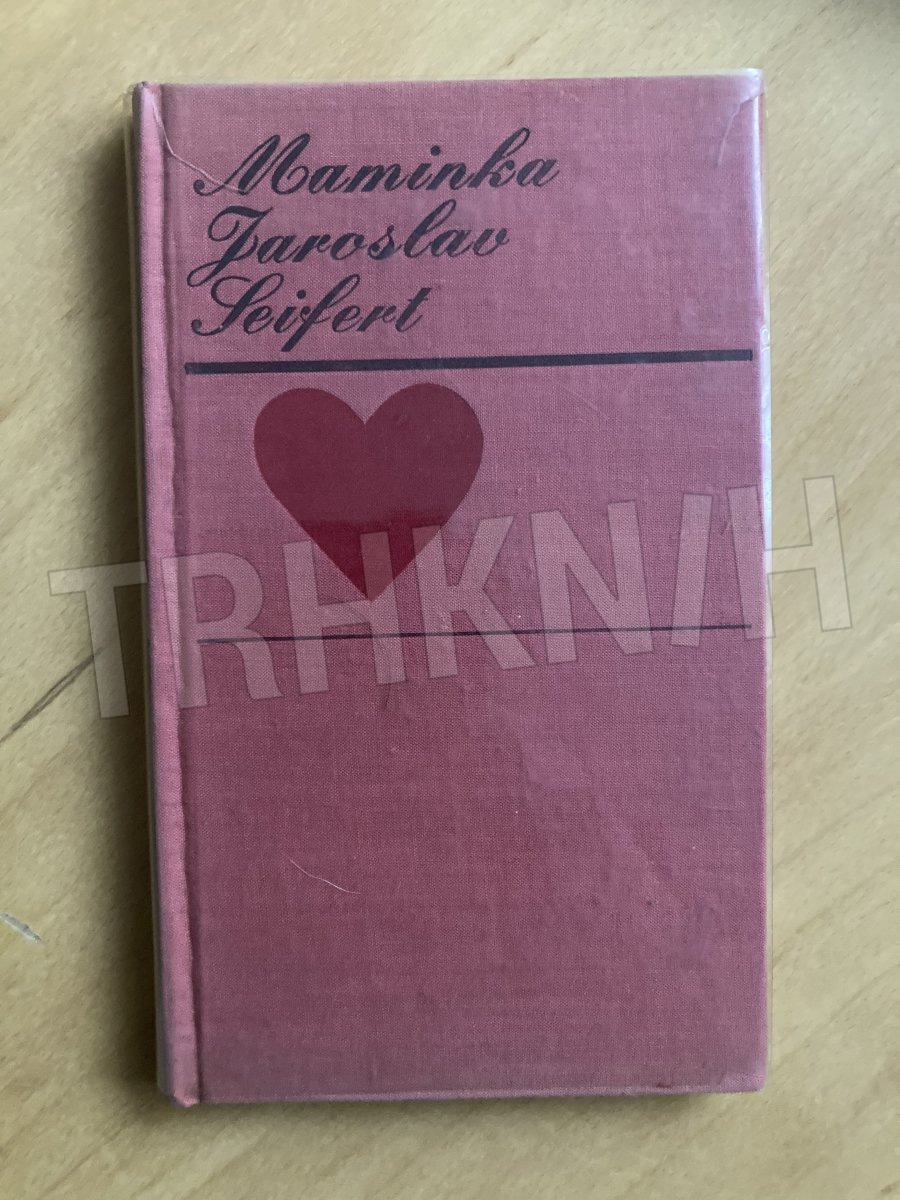 Maminka
Jaroslav
Seifert
TRHKNIH